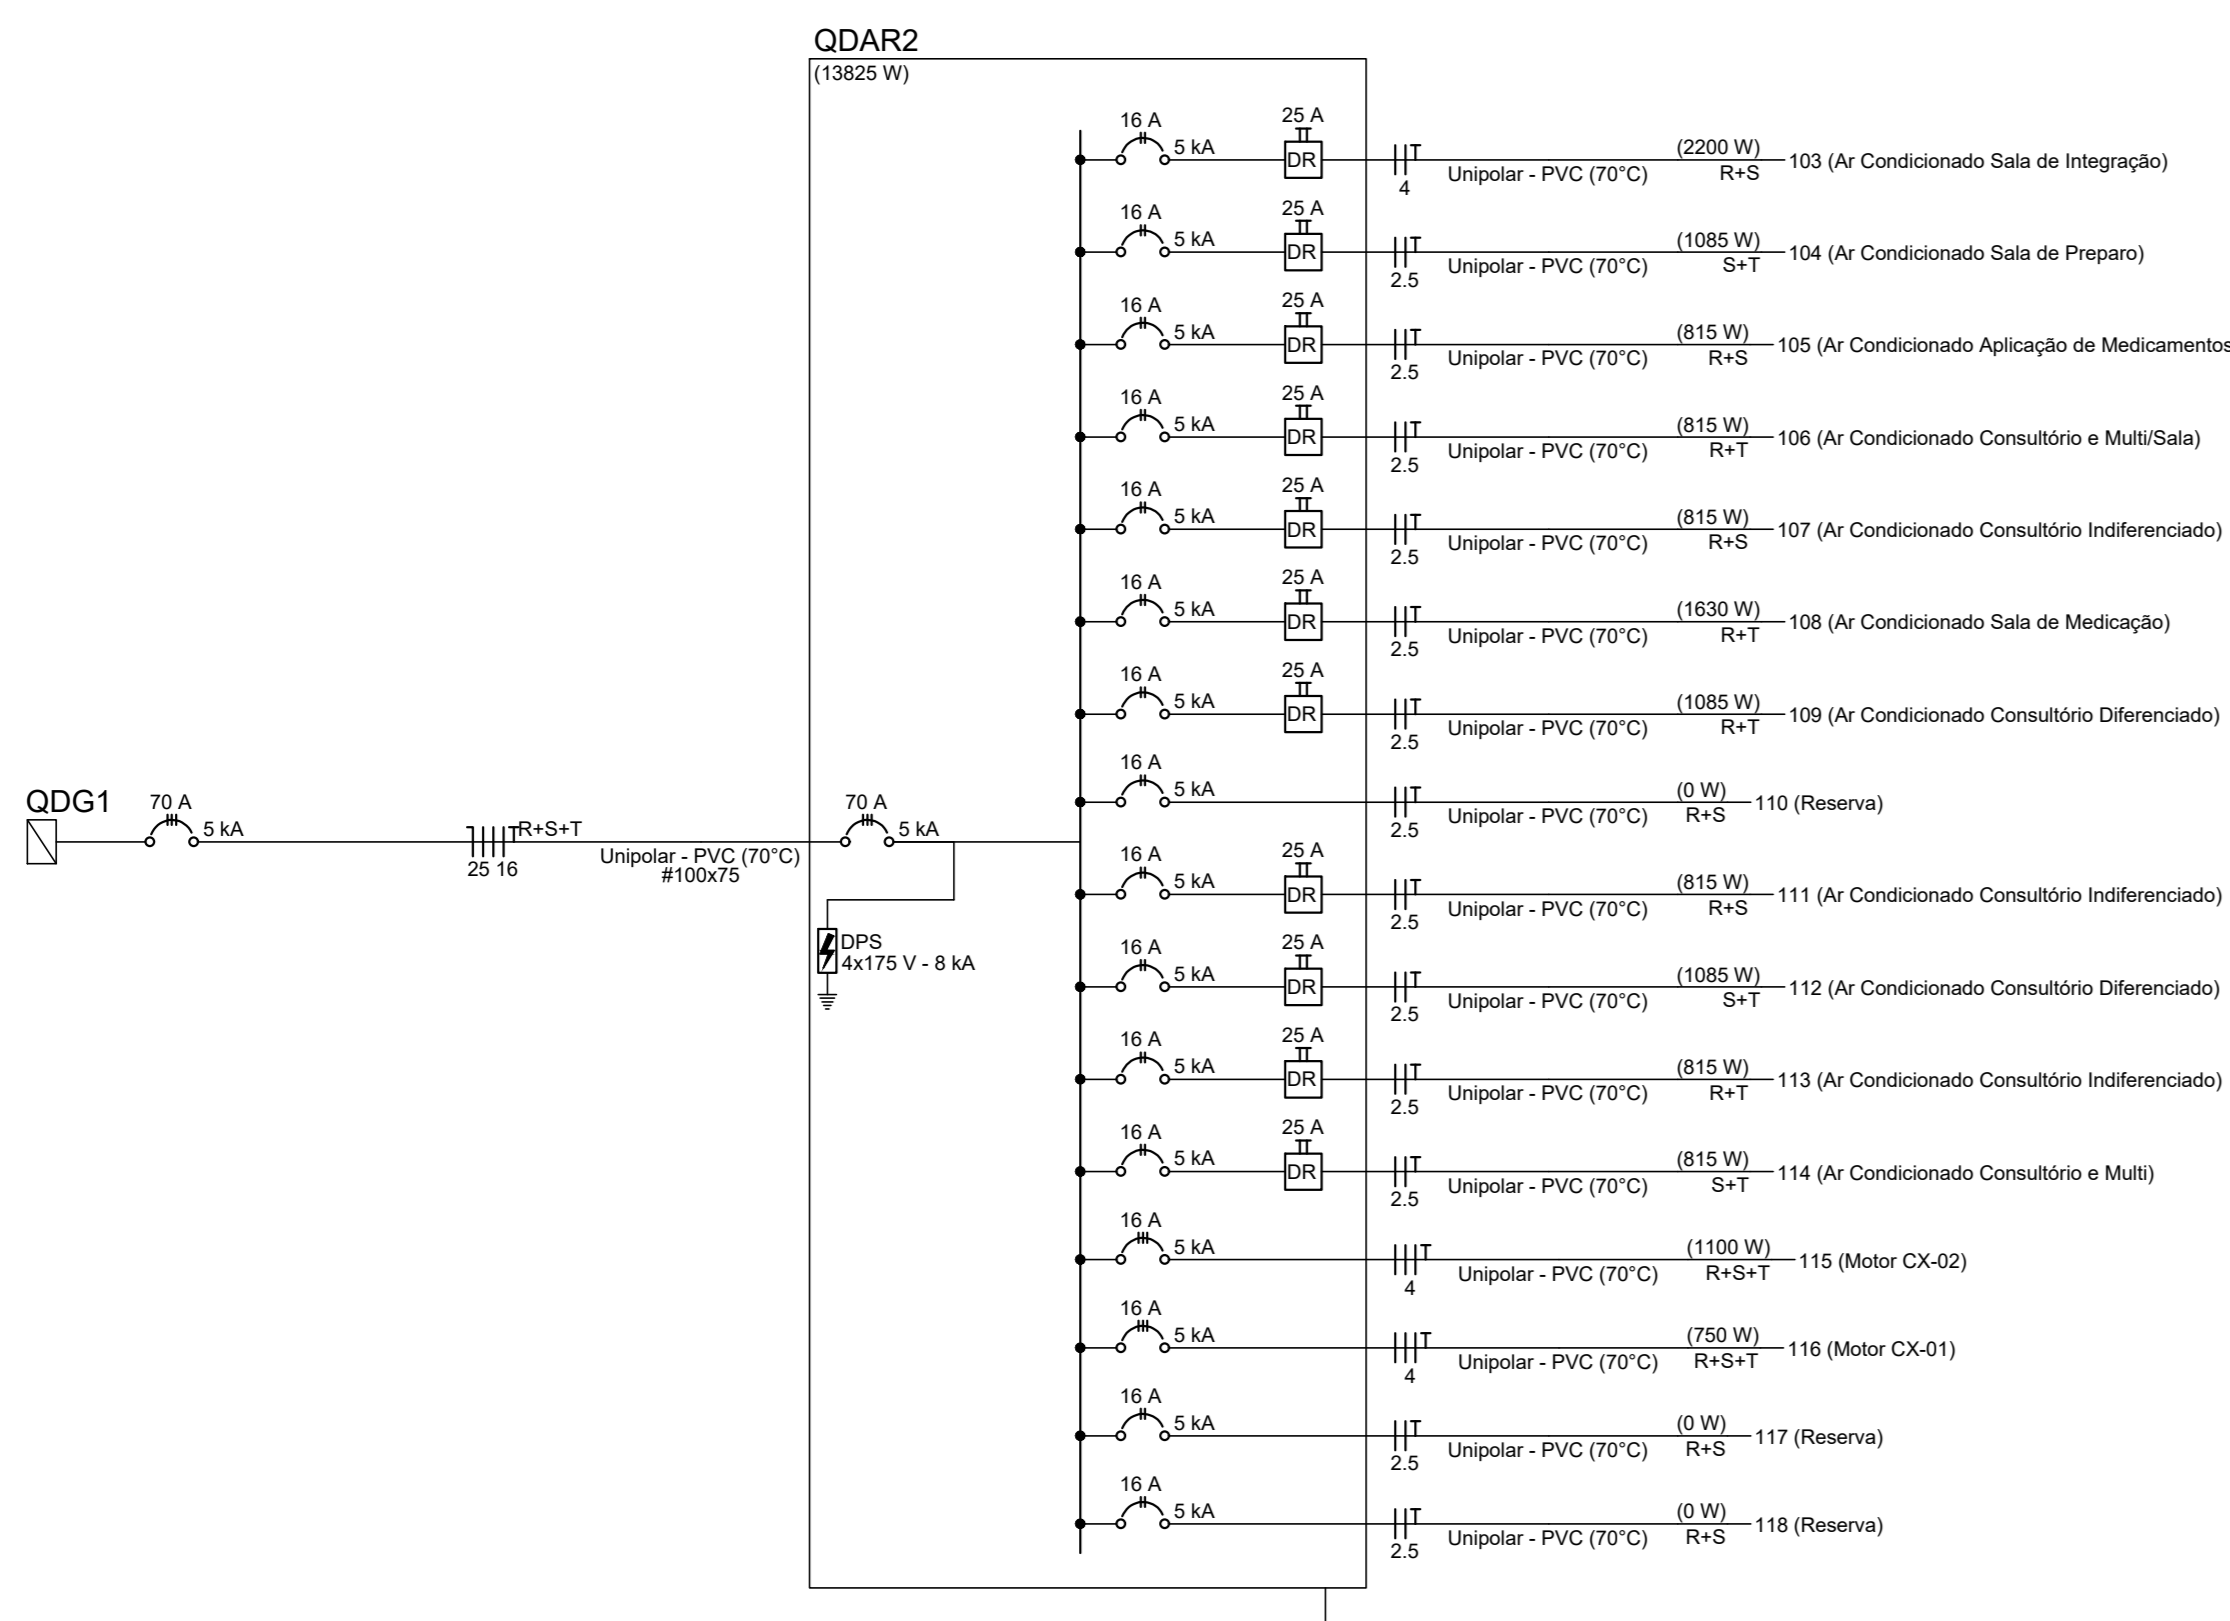 QDAR2
(13825 W)
16 A
5 kA
25 A
DR
4
Unipolar - PVC (70°C)
(2200 W)
R+S
103 (Ar Condicionado Sala de Integração)
16 A
5 kA
25 A
DR
2.5
Unipolar - PVC (70°C)
(1085 W)
S+T
104 (Ar Condicionado Sala de Preparo)
16 A
5 kA
25 A
DR
2.5
Unipolar - PVC (70°C)
(815 W)
R+S
105 (Ar Condicionado Aplicação de Medicamentos
16 A
5 kA
25 A
DR
2.5
Unipolar - PVC (70°C)
(815 W)
R+T
106 (Ar Condicionado Consultório e Multi/Sala)
16 A
5 kA
25 A
DR
2.5
Unipolar - PVC (70°C)
(815 W)
R+S
107 (Ar Condicionado Consultório Indiferenciado)
16 A
5 kA
25 A
DR
2.5
Unipolar - PVC (70°C)
(1630 W)
R+T
108 (Ar Condicionado Sala de Medicação)
16 A
5 kA
25 A
DR
2.5
Unipolar - PVC (70°C)
(1085 W)
R+T
109 (Ar Condicionado Consultório Diferenciado)
16 A
5 kA
2.5
Unipolar - PVC (70°C)
(0 W)
R+S
110 (Reserva)
QDG1
70 A
5 kA
T
R+S+T
25 16
Unipolar - PVC (70°C)
#100x75
70 A
5 kA
DPS
4x175 V - 8 kA
16 A
5 kA
25 A
DR
2.5
Unipolar - PVC (70°C)
(815 W)
R+S
111 (Ar Condicionado Consultório Indiferenciado)
16 A
5 kA
25 A
DR
2.5
Unipolar - PVC (70°C)
(1085 W)
S+T
112 (Ar Condicionado Consultório Diferenciado)
16 A
5 kA
25 A
DR
2.5
Unipolar - PVC (70°C)
(815 W)
R+T
113 (Ar Condicionado Consultório Indiferenciado)
16 A
5 kA
25 A
DR
2.5
Unipolar - PVC (70°C)
(815 W)
S+T
114 (Ar Condicionado Consultório e Multi)
16 A
5 kA
4
Unipolar - PVC (70°C)
(1100 W)
R+S+T
115 (Motor CX-02)
16 A
5 kA
4
Unipolar - PVC (70°C)
(750 W)
R+S+T
116 (Motor CX-01)
16 A
5 kA
2.5
Unipolar - PVC (70°C)
(0 W)
R+S
117 (Reserva)
16 A
5 kA
2.5
Unipolar - PVC (70°C)
(0 W)
R+S
118 (Reserva)